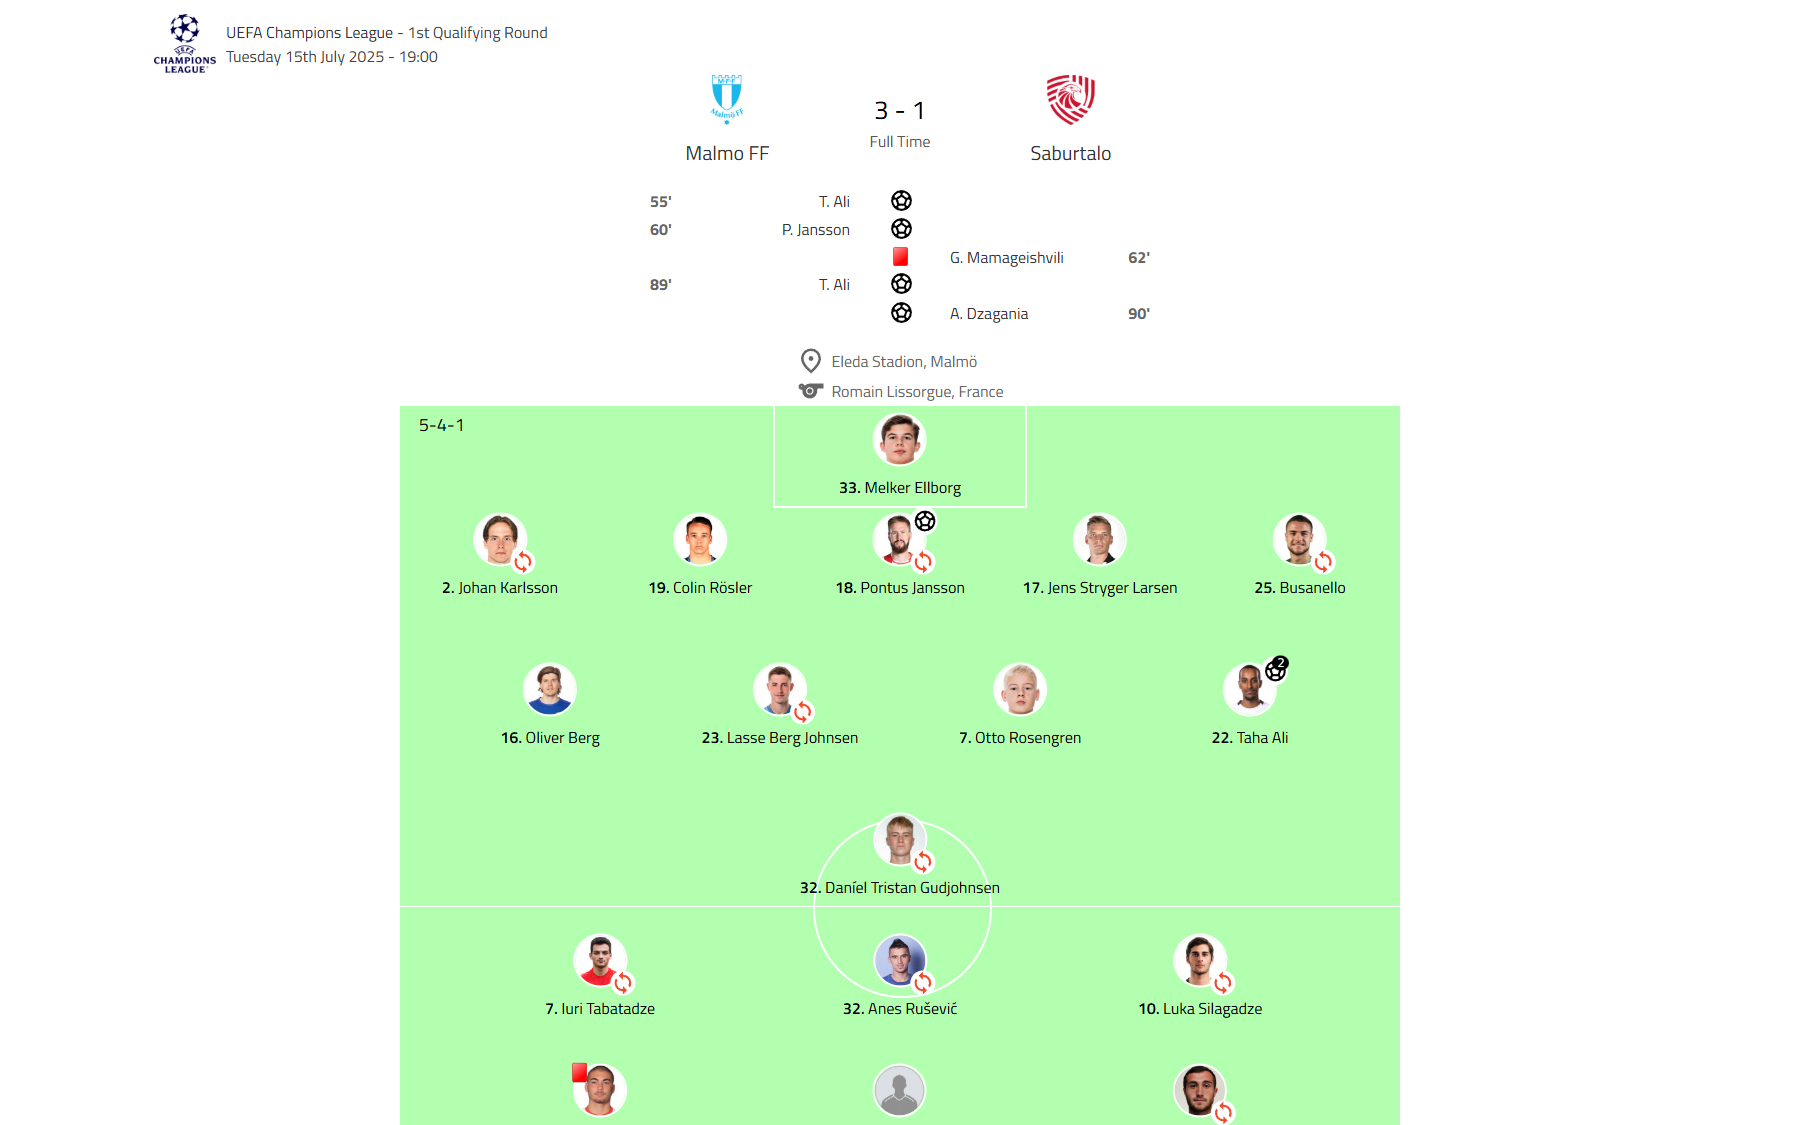 UEFA Champions League - 1st Qualifying Round
Tuesday 15th July 2025 - 19:00
UEFA
CHAMPIONS
LEAGUE
MFF
Malmö FF
3 - 1
Full Time
Malmo FF
Saburtalo
55' T. Ali
60' P. Jansson
G. Mamageishvili 62'
89' T. Ali
A. Dzagania 90'
Eleda Stadion, Malmö
Romain Lissorgue, France
5-4-1
33. Melker Ellborg
2. Johan Karlsson
19. Colin Rösler
18. Pontus Jansson
17. Jens Stryger Larsen
25. Busanello
2
16. Oliver Berg
23. Lasse Berg Johnsen
7. Otto Rosengren
22. Taha Ali
32. Daníel Tristan Gudjohnsen
7. Iuri Tabatadze
32. Anes Rušević
10. Luka Silagadze